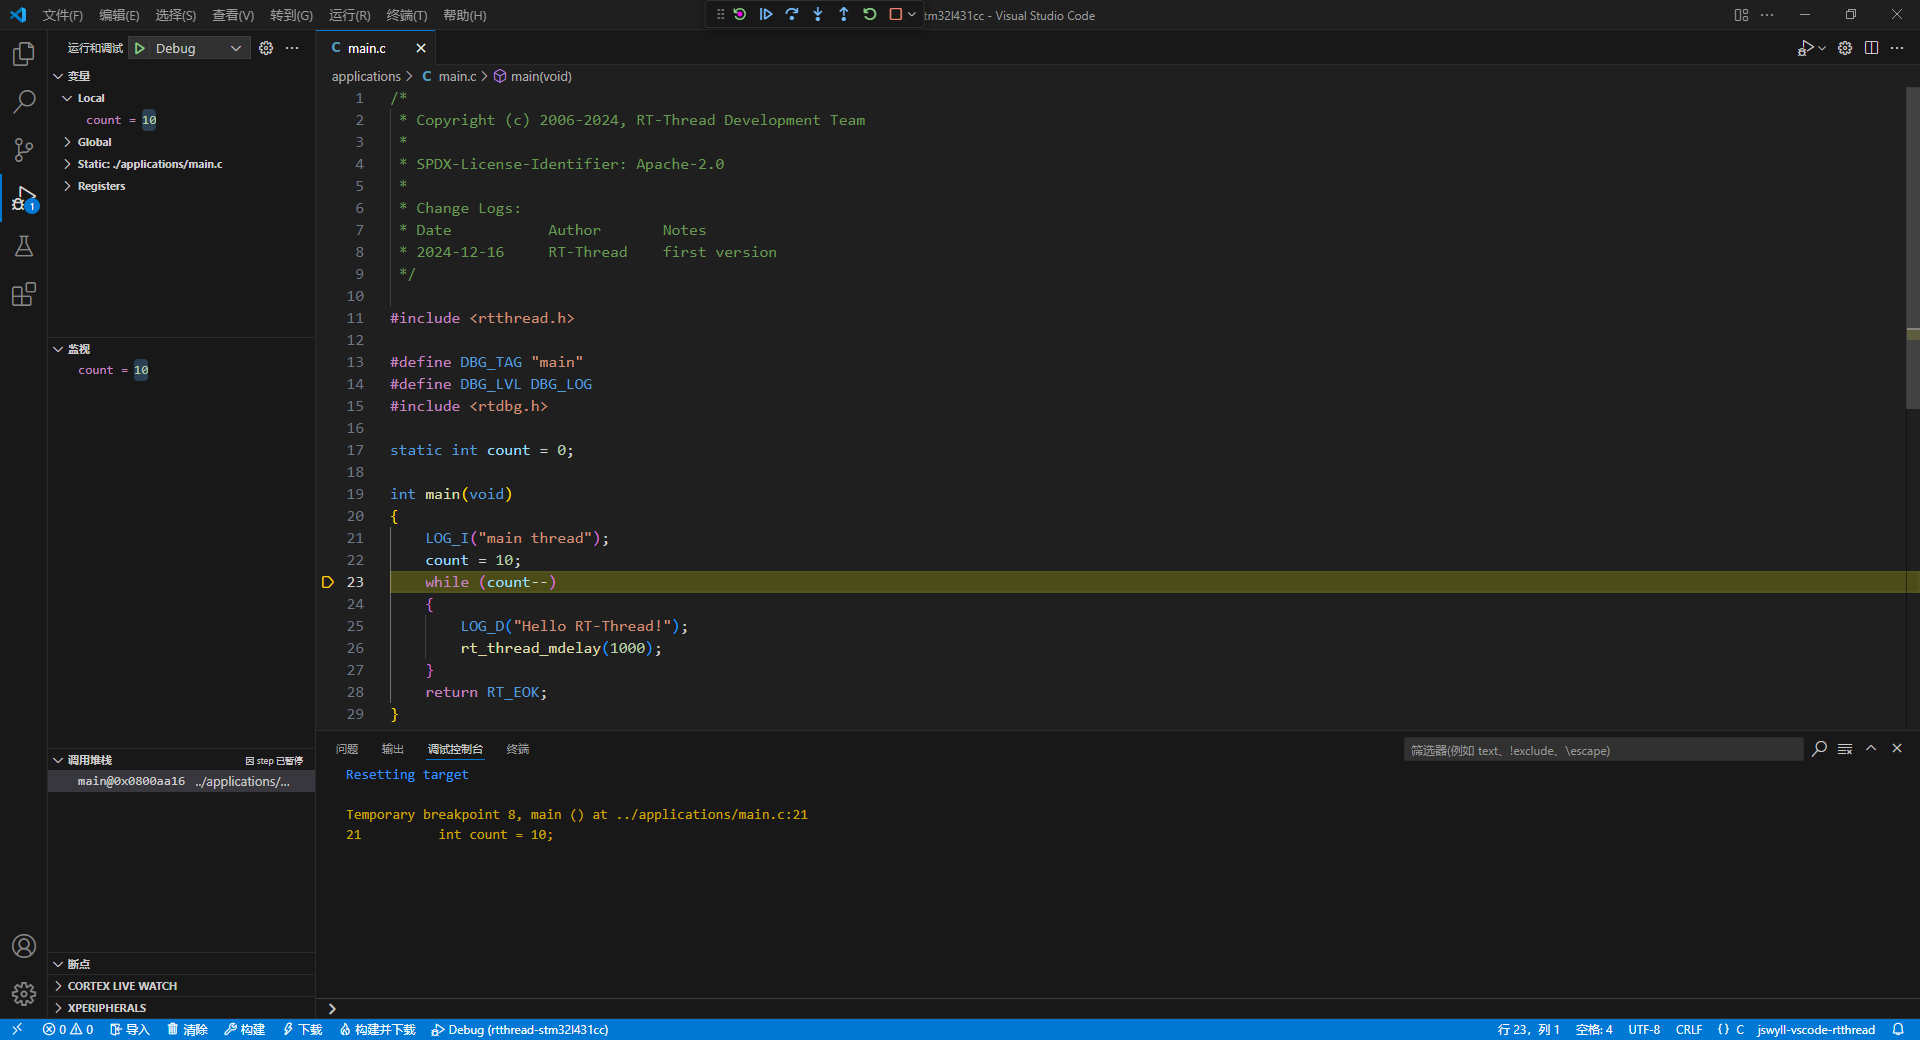 文件(F) 编辑(E) 选择(S) 查看(V) 转到(G) 运行(R) 终端(T) 帮助(H)
tm32l431cc - Visual Studio Code
运行和调试 Debug
变量
Local
count = 10
Global
Static: ./applications/main.c
Registers
1
监视
count = 10
调用堆栈 因 step 已暂停
main@0x0800aa16 ../applications/...
断点
CORTEX LIVE WATCH
XPERIPHERALS
C main.c
applications > C main.c > main(void)
1 /*
2 * Copyright (c) 2006-2024, RT-Thread Development Team
3 *
4 * SPDX-License-Identifier: Apache-2.0
5 *
6 * Change Logs:
7 * Date Author Notes
8 * 2024-12-16 RT-Thread first version
9 */
10
11 #include <rtthread.h>
12
13 #define DBG_TAG "main"
14 #define DBG_LVL DBG_LOG
15 #include <rtdbg.h>
16
17 static int count = 0;
18
19 int main(void)
20 {
21 LOG_I("main thread");
22 count = 10;
23 while (count--)
24 {
25 LOG_D("Hello RT-Thread!");
26 rt_thread_mdelay(1000);
27 }
28 return RT_EOK;
29 }
问题 输出 调试控制台 终端
筛选器(例如 text、!exclude、\escape)
Resetting target
Temporary breakpoint 8, main () at ../applications/main.c:21
21 int count = 10;
0 0 导入 清除 构建 下载 构建并下载 Debug (rtthread-stm32l431cc)
行 23，列 1 空格: 4 UTF-8 CRLF {} C jswyll-vscode-rtthread